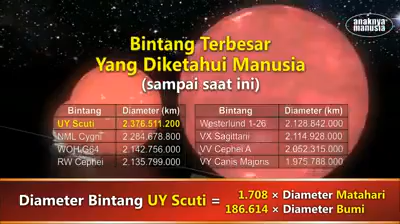 anaknya
manusia
Bintang Terbesar
Yang Diketahui Manusia
(sampai saat ini)
Bintang Diameter (km)
UY Scuti 2.376.511.200
NML Cygni 2.284.678.800
WOH G64 2.142.756.000
RW Cephei 2.135.799.000
Bintang Diameter (km)
Westerlund 1-26 2.128.842.000
VX Sagittarii 2.114.928.000
VV Cephei A 2.052.315.000
VY Canis Majoris 1.975.788.000
Diameter Bintang UY Scuti = 1.708 × Diameter Matahari
186.614 × Diameter Bumi